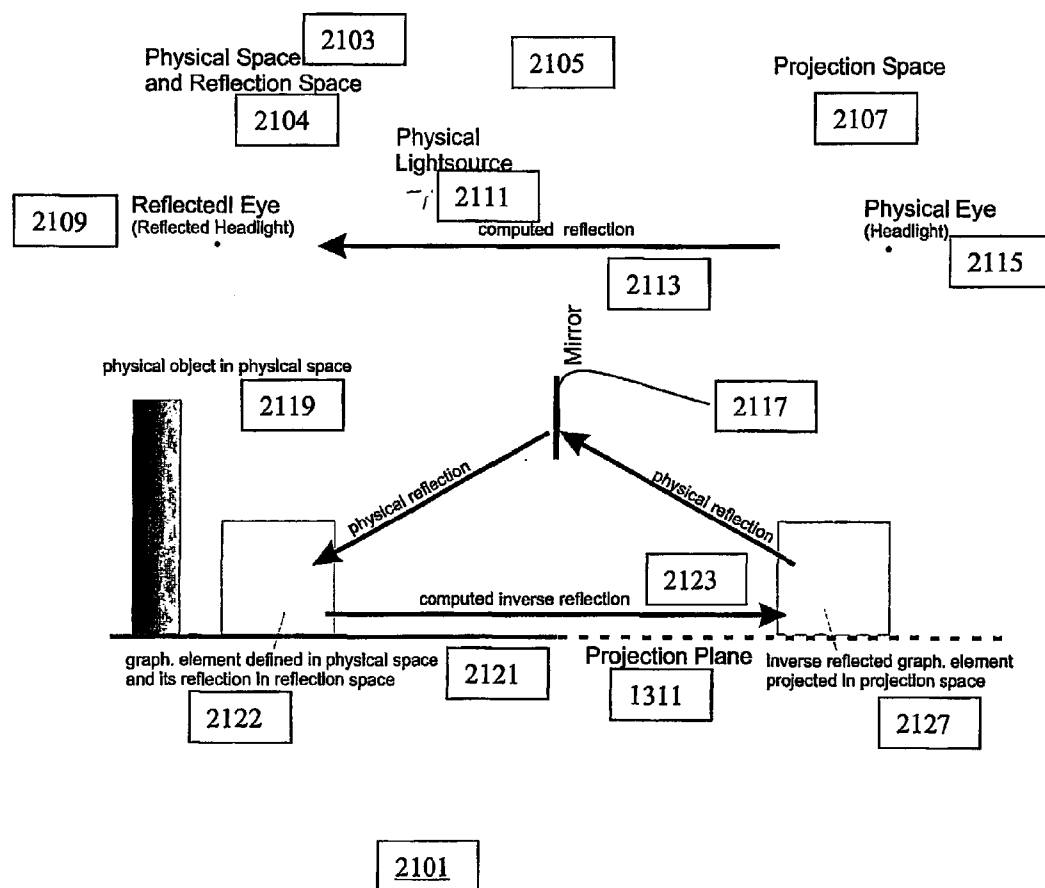 2103
Physical Space
and Reflection Space
2104
2105
Projection Space
2107
Physical
Lightsource
2111
2109
Reflectedl Eye
(Reflected Headlight)
computed reflection
2113
Physical Eye
(Headlight)
2115
Mirror
physical object in physical space
2119
2117
physical reflection
physical reflection
2123
computed inverse reflection
graph. element defined in physical space
and its reflection in reflection space
2122
2121
Projection Plane
1311
Inverse reflected graph. element
projected in projection space
2127
2101